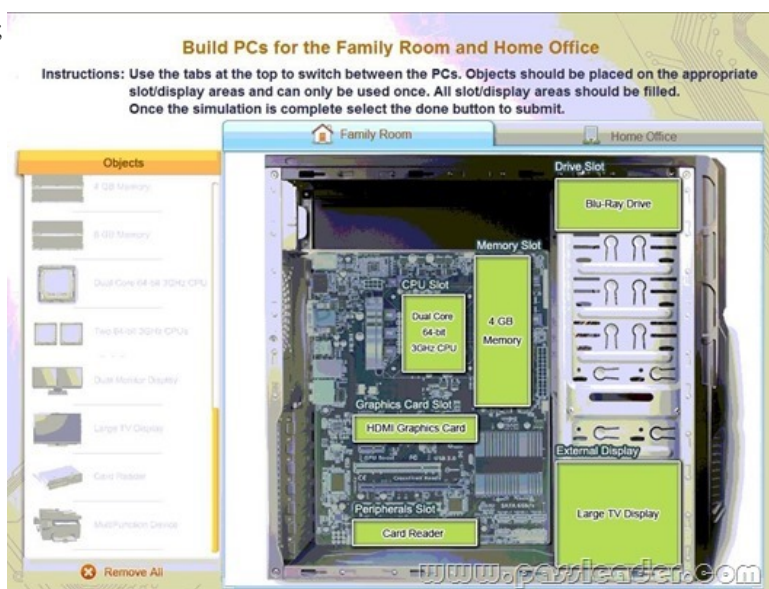 Build PCs for the Family Room and Home Office
Instructions: Use the tabs at the top to switch between the PCs. Objects should be placed on the appropriate
slot/display areas and can only be used once. All slot/display areas should be filled.
Once the simulation is complete select the done button to submit.
Family Room
Home Office
Objects
4 GB Memory
8-GB Memory
Dual-Core 64-bit 3GHz CPU
Two 64-bit 3GHz CPUs
Dual Monitor Display
Large TV Display
Card Reader
MultiFunction Device
Remove All
Drive Slot
Blu-Ray Drive
Memory Slot
4 GB
Memory
CPU Slot
Dual Core
64-bit
3GHz CPU
Graphics Card Slot
HDMI Graphics Card
Peripherals Slot
Card Reader
External Display
Large TV Display
www.passleader.com